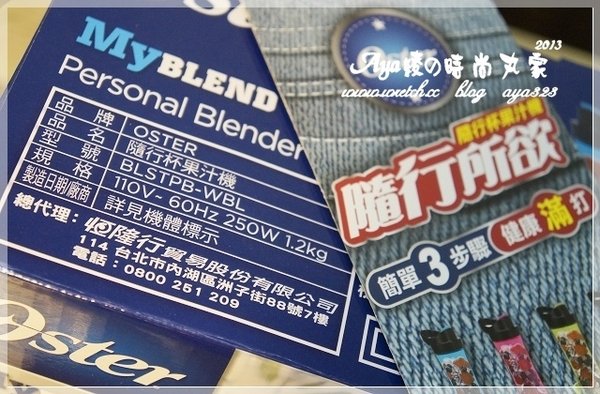 Oster
MyBLEND
Personal Blender
品牌 OSTER
品名 隨行杯果汁機
型號 BLSTPB-WBL
規格 110V~ 60Hz 250W 1.2kg
製造日期/廠商 詳見機體標示
總代理：恆隆行貿易股份有限公司
114 台北市內湖區洲子街88號7樓
電話：0800 251 209
Oster
Oster
隨行杯果汁機
隨行所欲
簡單3步驟 健康滿打
2013
Aya媗の時尚丸家
www.wretch.cc blog aya323